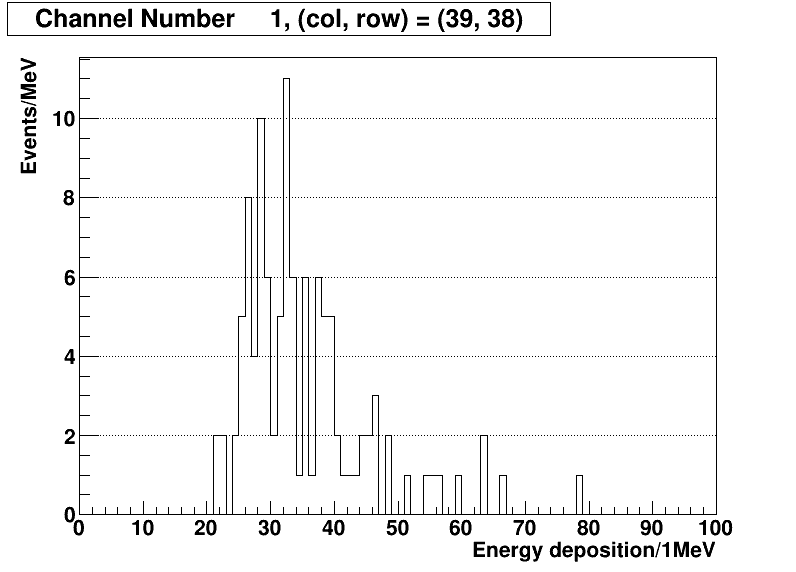 Channel Number 1, (col, row) = (39, 38)
Events/MeV
10
8
6
4
2
0
0 10 20 30 40 50 60 70 80 90 100
Energy deposition/1MeV